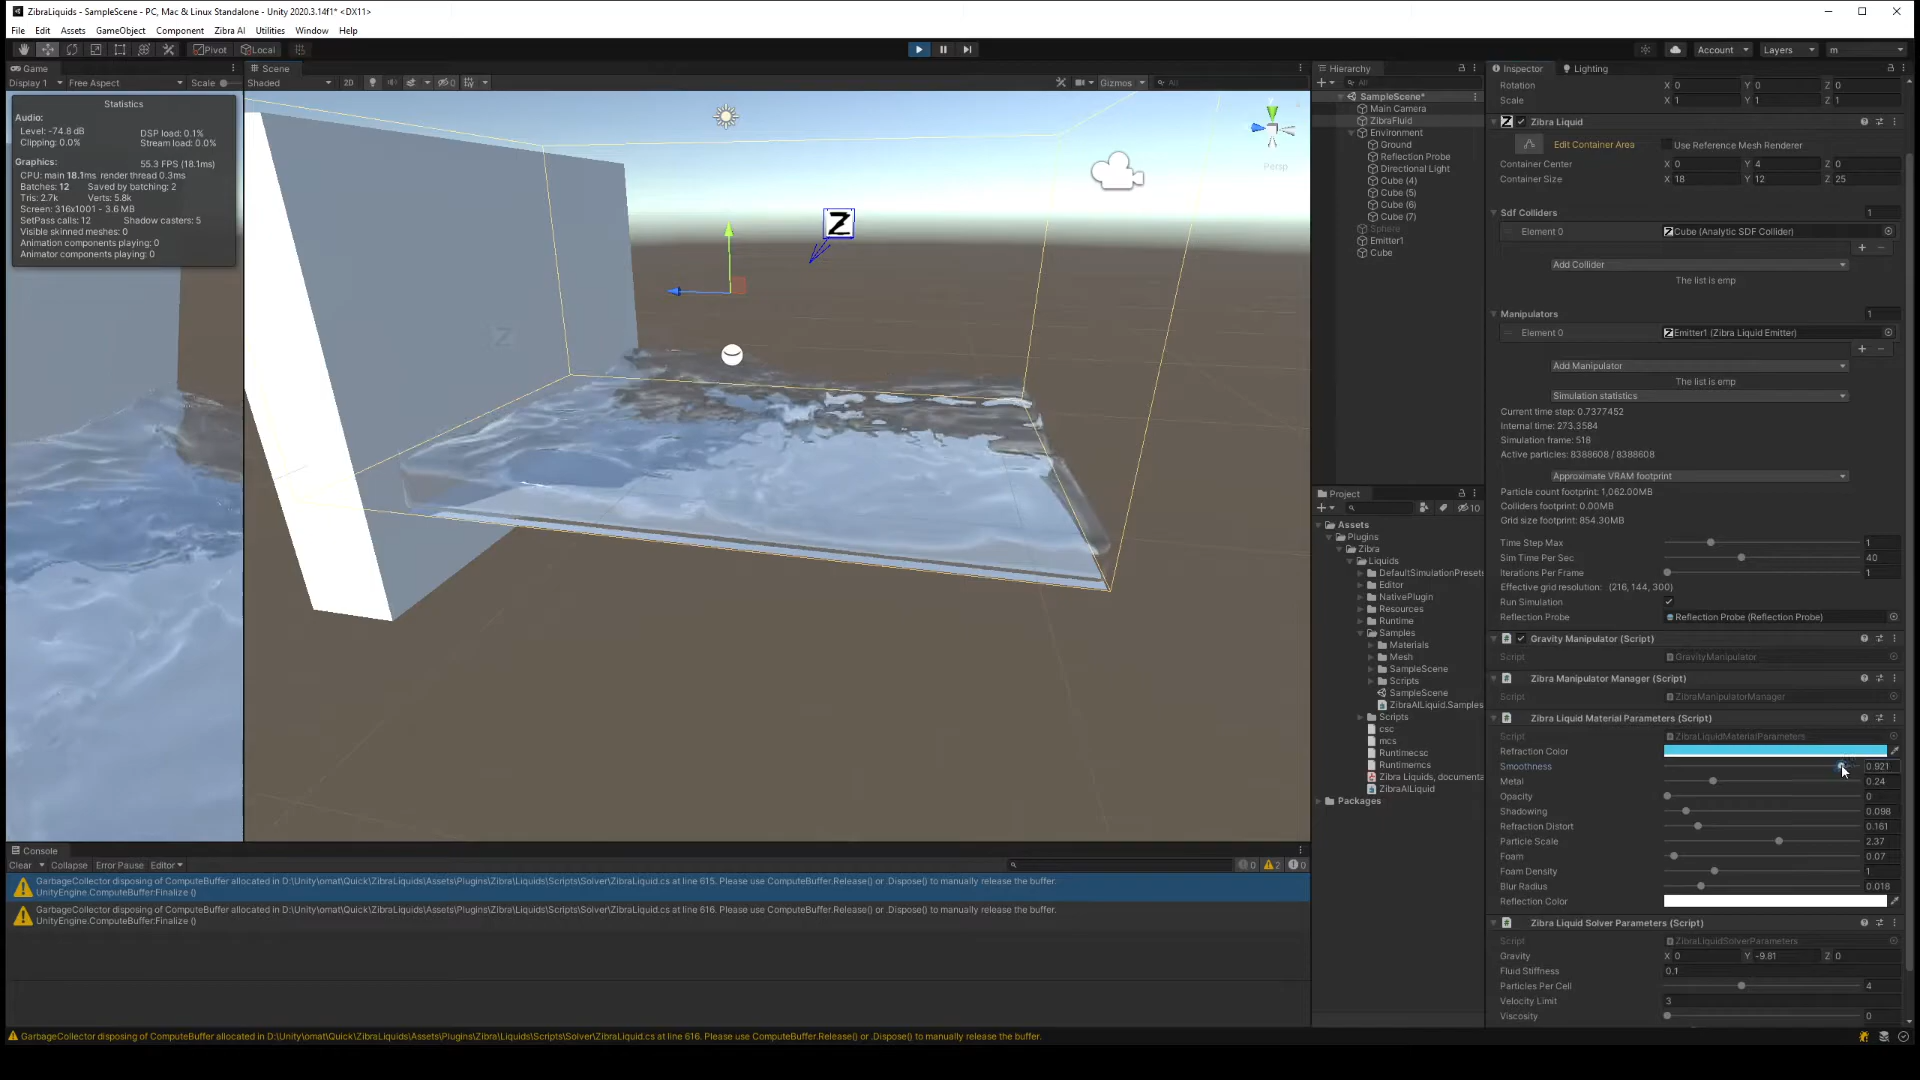 ZibraLiquids - SampleScene - PC, Mac & Linux Standalone - Unity 2020.3.14f1* <DX11>
File Edit Assets GameObject Component Zibra AI Utilities Window Help
Pivot Local
Account Layers m
Game
Display 1 Free Aspect Scale
Statistics
Audio:
Level: -74.8 dB DSP load: 0.1%
Clipping: 0.0% Stream load: 0.0%
Graphics: 55.3 FPS (18.1ms)
CPU: main 18.1ms render thread 0.3ms
Batches: 12 Saved by batching: 2
Tris: 2.7k Verts: 5.8k
Screen: 316x1001 - 3.6 MB
SetPass calls: 12 Shadow casters: 5
Visible skinned meshes: 0
Animation components playing: 0
Animator components playing: 0
Scene
Shaded 2D 0 Gizmos All
Persp
Z
Hierarchy
All
SampleScene*
Main Camera
ZibraFluid
Environment
Ground
Reflection Probe
Directional Light
Cube (4)
Cube (5)
Cube (6)
Cube (7)
Sphere
Emitter1
Cube
Project
10
Assets
Plugins
Zibra
Liquids
DefaultSimulationPreset
Editor
NativePlugin
Resources
Runtime
Samples
Materials
Mesh
SampleScene
Scripts
SampleScene
ZibraAILiquid.Samples
Scripts
csc
mcs
Runtimecsc
Runtimemcs
Zibra Liquids, documenta
ZibraAILiquid
Packages
Inspector Lighting
Rotation X 0 Y 0 Z 0
Scale X 1 Y 1 Z 1
Zibra Liquid
Edit Container Area Use Reference Mesh Renderer
Container Center X 0 Y 4 Z 0
Container Size X 18 Y 12 Z 25
Sdf Colliders 1
Element 0 Cube (Analytic SDF Collider)
Add Collider
The list is emp
Manipulators 1
Element 0 Emitter1 (Zibra Liquid Emitter)
Add Manipulator
The list is emp
Simulation statistics
Current time step: 0.7377452
Internal time: 273.3584
Simulation frame: 518
Active particles: 8388608 / 8388608
Approximate VRAM footprint
Particle count footprint: 1,062.00MB
Colliders footprint: 0.00MB
Grid size footprint: 854.30MB
Time Step Max 1
Sim Time Per Sec 40
Iterations Per Frame 1
Effective grid resolution: (216, 144, 300)
Run Simulation
Reflection Probe Reflection Probe (Reflection Probe)
Gravity Manipulator (Script)
Script GravityManipulator
Zibra Manipulator Manager (Script)
Script ZibraManipulatorManager
Zibra Liquid Material Parameters (Script)
Script ZibraLiquidMaterialParameters
Refraction Color
Smoothness 0.921
Metal 0.24
Opacity 0
Shadowing 0.098
Refraction Distort 0.161
Particle Scale 2.37
Foam 0.07
Foam Density 1
Blur Radius 0.018
Reflection Color
Zibra Liquid Solver Parameters (Script)
Script ZibraLiquidSolverParameters
Gravity X 0 Y -9.81 Z 0
Fluid Stiffness 0.1
Particles Per Cell 4
Velocity Limit 3
Viscosity 0
Console
Clear Collapse Error Pause Editor 0 2 0
GarbageCollector disposing of ComputeBuffer allocated in D:\Unity\omat\Quick\ZibraLiquids\Assets\Plugins\Zibra\Liquids\Scripts\Solver\ZibraLiquid.cs at line 615. Please use ComputeBuffer.Release() or .Dispose() to manually release the buffer.
UnityEngine.ComputeBuffer:Finalize ()
GarbageCollector disposing of ComputeBuffer allocated in D:\Unity\omat\Quick\ZibraLiquids\Assets\Plugins\Zibra\Liquids\Scripts\Solver\ZibraLiquid.cs at line 616. Please use ComputeBuffer.Release() or .Dispose() to manually release the buffer.
UnityEngine.ComputeBuffer:Finalize ()
GarbageCollector disposing of ComputeBuffer allocated in D:\Unity\omat\Quick\ZibraLiquids\Assets\Plugins\Zibra\Liquids\Scripts\Solver\ZibraLiquid.cs at line 616. Please use ComputeBuffer.Release() or .Dispose() to manually release the buffer.